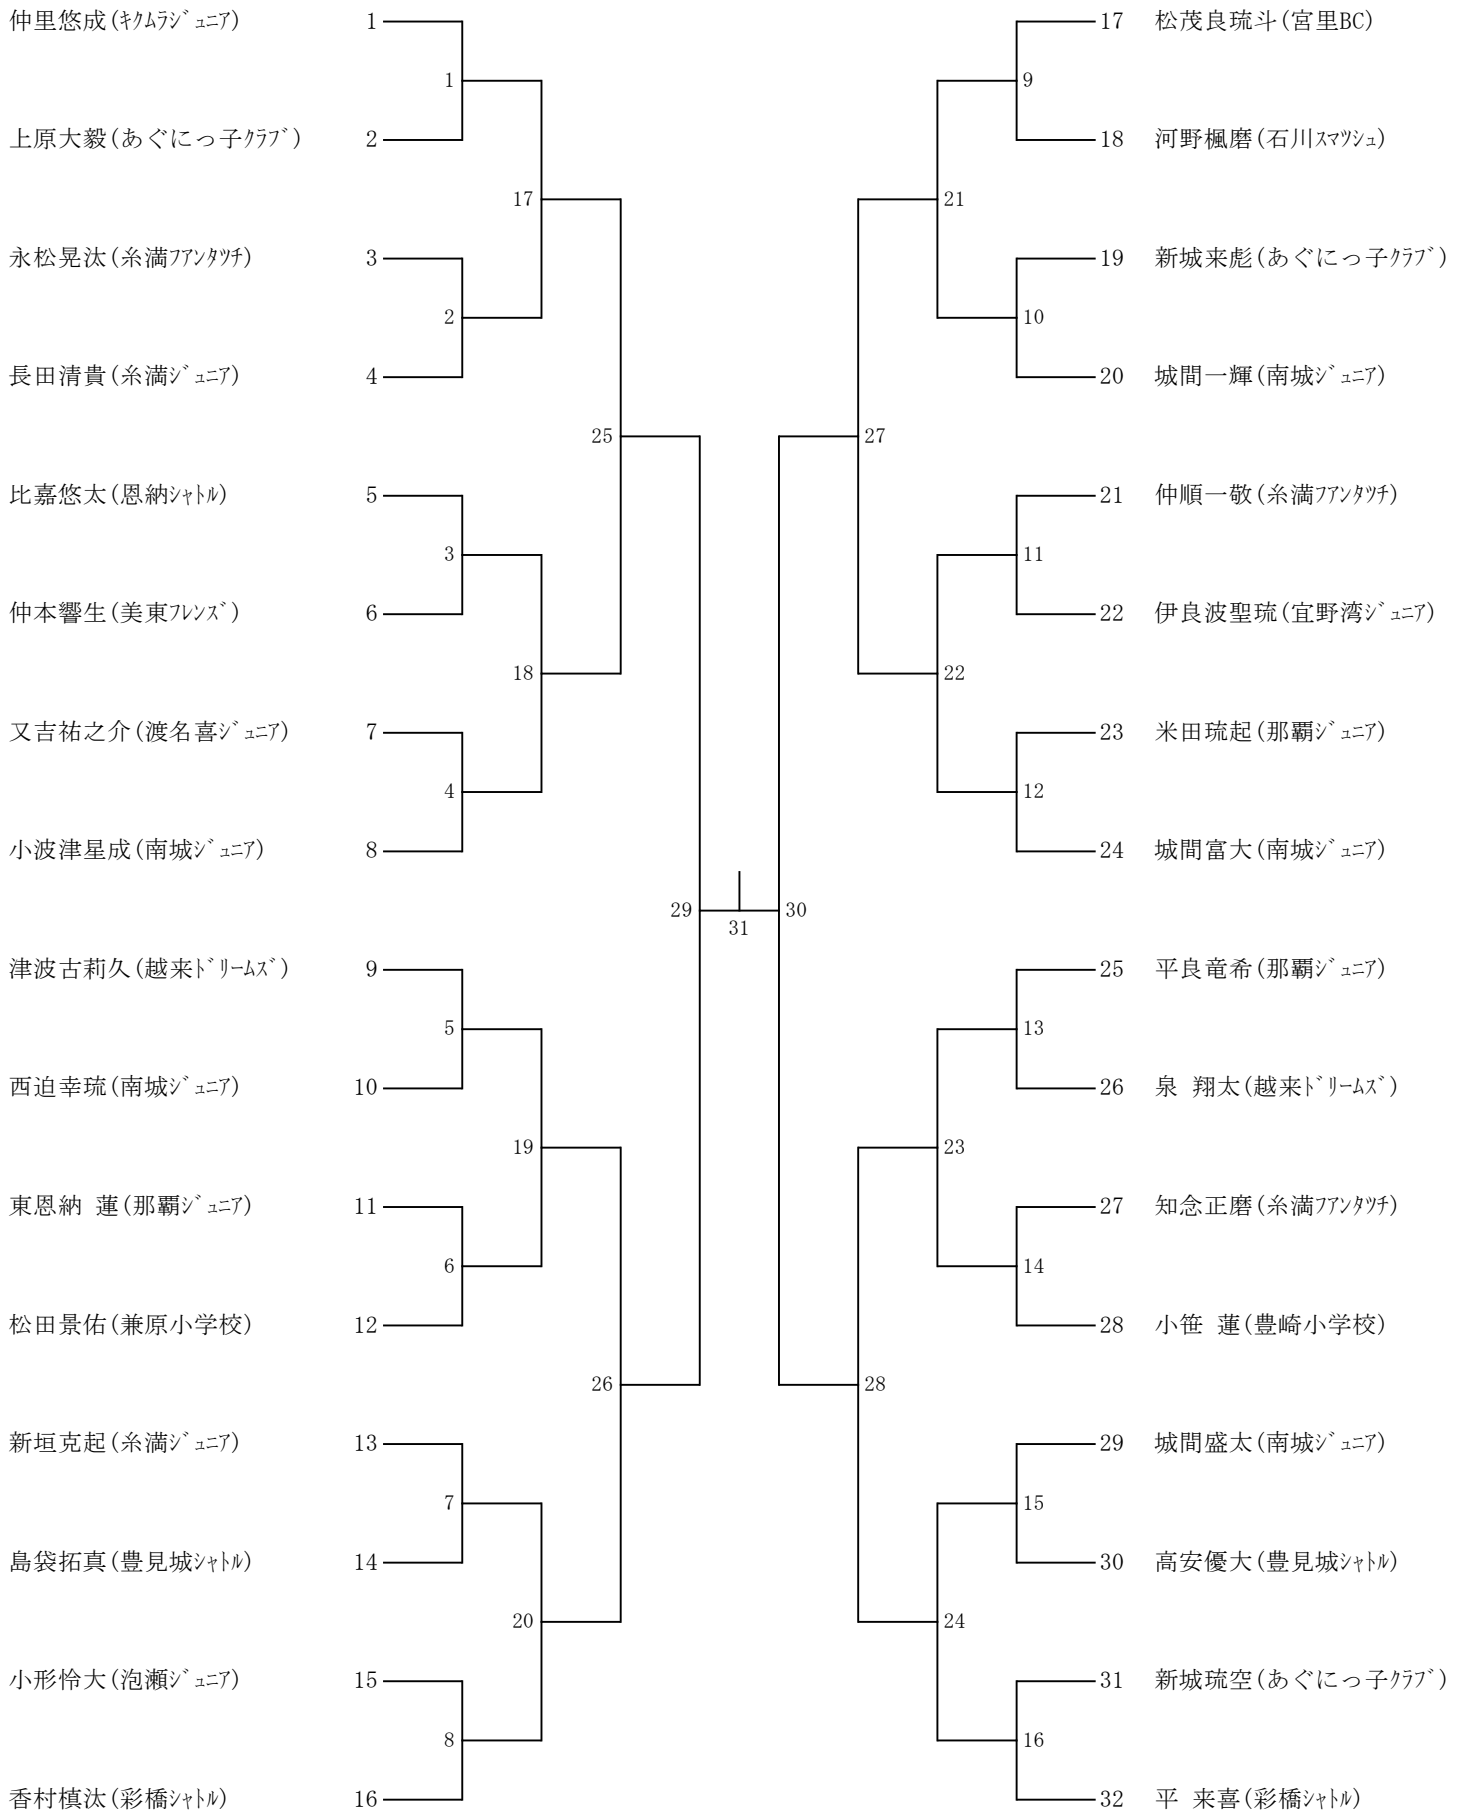 仲里悠成(ｷｸﾑﾗｼﾞｭﾆｱ) 1
1
上原大毅(あぐにっ子ｸﾗﾌﾞ) 2
17
永松晃汰(糸満ﾌｱﾝﾀﾂﾁ) 3
2
長田清貴(糸満ｼﾞｭﾆｱ) 4
25
比嘉悠太(恩納ｼｬﾄﾙ) 5
3
仲本響生(美東ﾌﾚﾝｽﾞ) 6
18
又吉祐之介(渡名喜ｼﾞｭﾆｱ) 7
4
小波津星成(南城ｼﾞｭﾆｱ) 8
29
津波古莉久(越来ﾄﾞﾘｰﾑｽﾞ) 9
5
西迫幸琉(南城ｼﾞｭﾆｱ) 10
19
東恩納 蓮(那覇ｼﾞｭﾆｱ) 11
6
松田景佑(兼原小学校) 12
26
新垣克起(糸満ｼﾞｭﾆｱ) 13
7
島袋拓真(豊見城ｼｬﾄﾙ) 14
20
小形怜大(泡瀬ｼﾞｭﾆｱ) 15
8
香村槙汰(彩橋ｼｬﾄﾙ) 16
31
17 松茂良琉斗(宮里BC)
9
18 河野楓磨(石川ｽﾏﾂｼｭ)
21
19 新城来彪(あぐにっ子ｸﾗﾌﾞ)
10
20 城間一輝(南城ｼﾞｭﾆｱ)
27
21 仲順一敬(糸満ﾌｱﾝﾀﾂﾁ)
11
22 伊良波聖琉(宜野湾ｼﾞｭﾆｱ)
22
23 米田琉起(那覇ｼﾞｭﾆｱ)
12
24 城間富大(南城ｼﾞｭﾆｱ)
30
25 平良竜希(那覇ｼﾞｭﾆｱ)
13
26 泉 翔太(越来ﾄﾞﾘｰﾑｽﾞ)
23
27 知念正磨(糸満ﾌｱﾝﾀﾂﾁ)
14
28 小笹 蓮(豊崎小学校)
28
29 城間盛太(南城ｼﾞｭﾆｱ)
15
30 高安優大(豊見城ｼｬﾄﾙ)
24
31 新城琉空(あぐにっ子ｸﾗﾌﾞ)
16
32 平 来喜(彩橋ｼｬﾄﾙ)